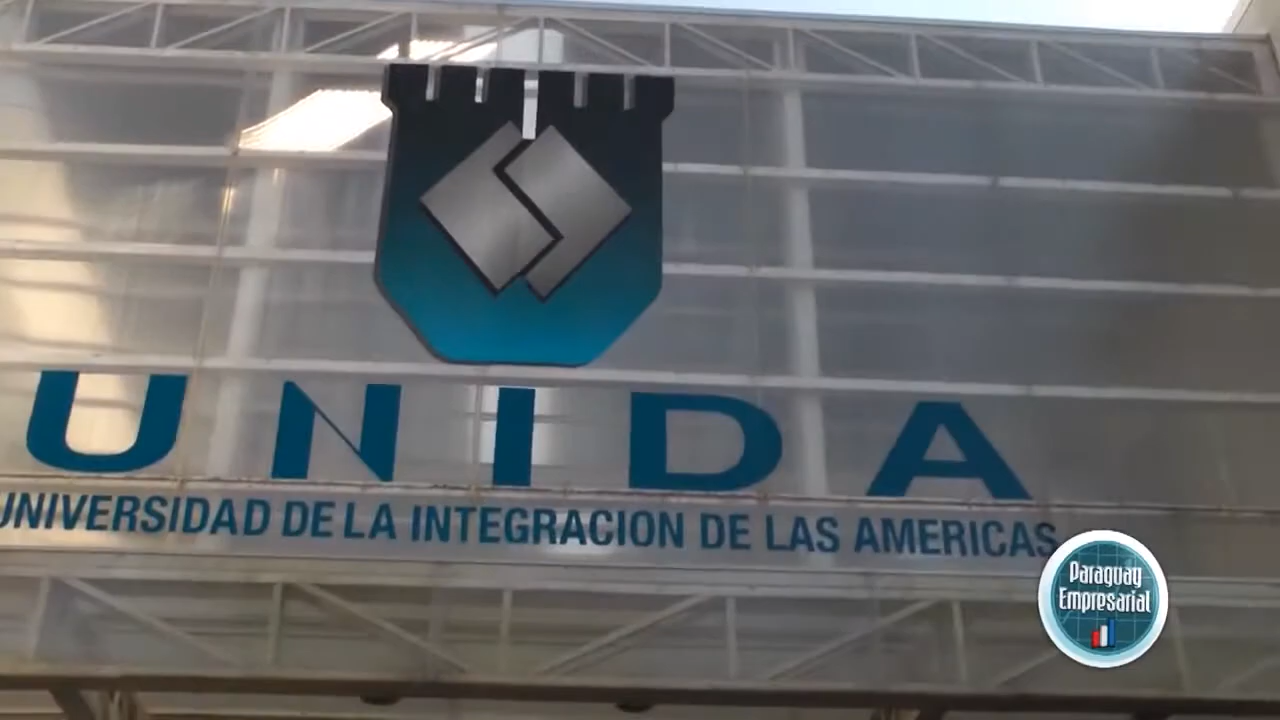 UNIDA
UNIVERSIDAD DE LA INTEGRACION DE LAS AMERICAS
Paraguay
Empresarial